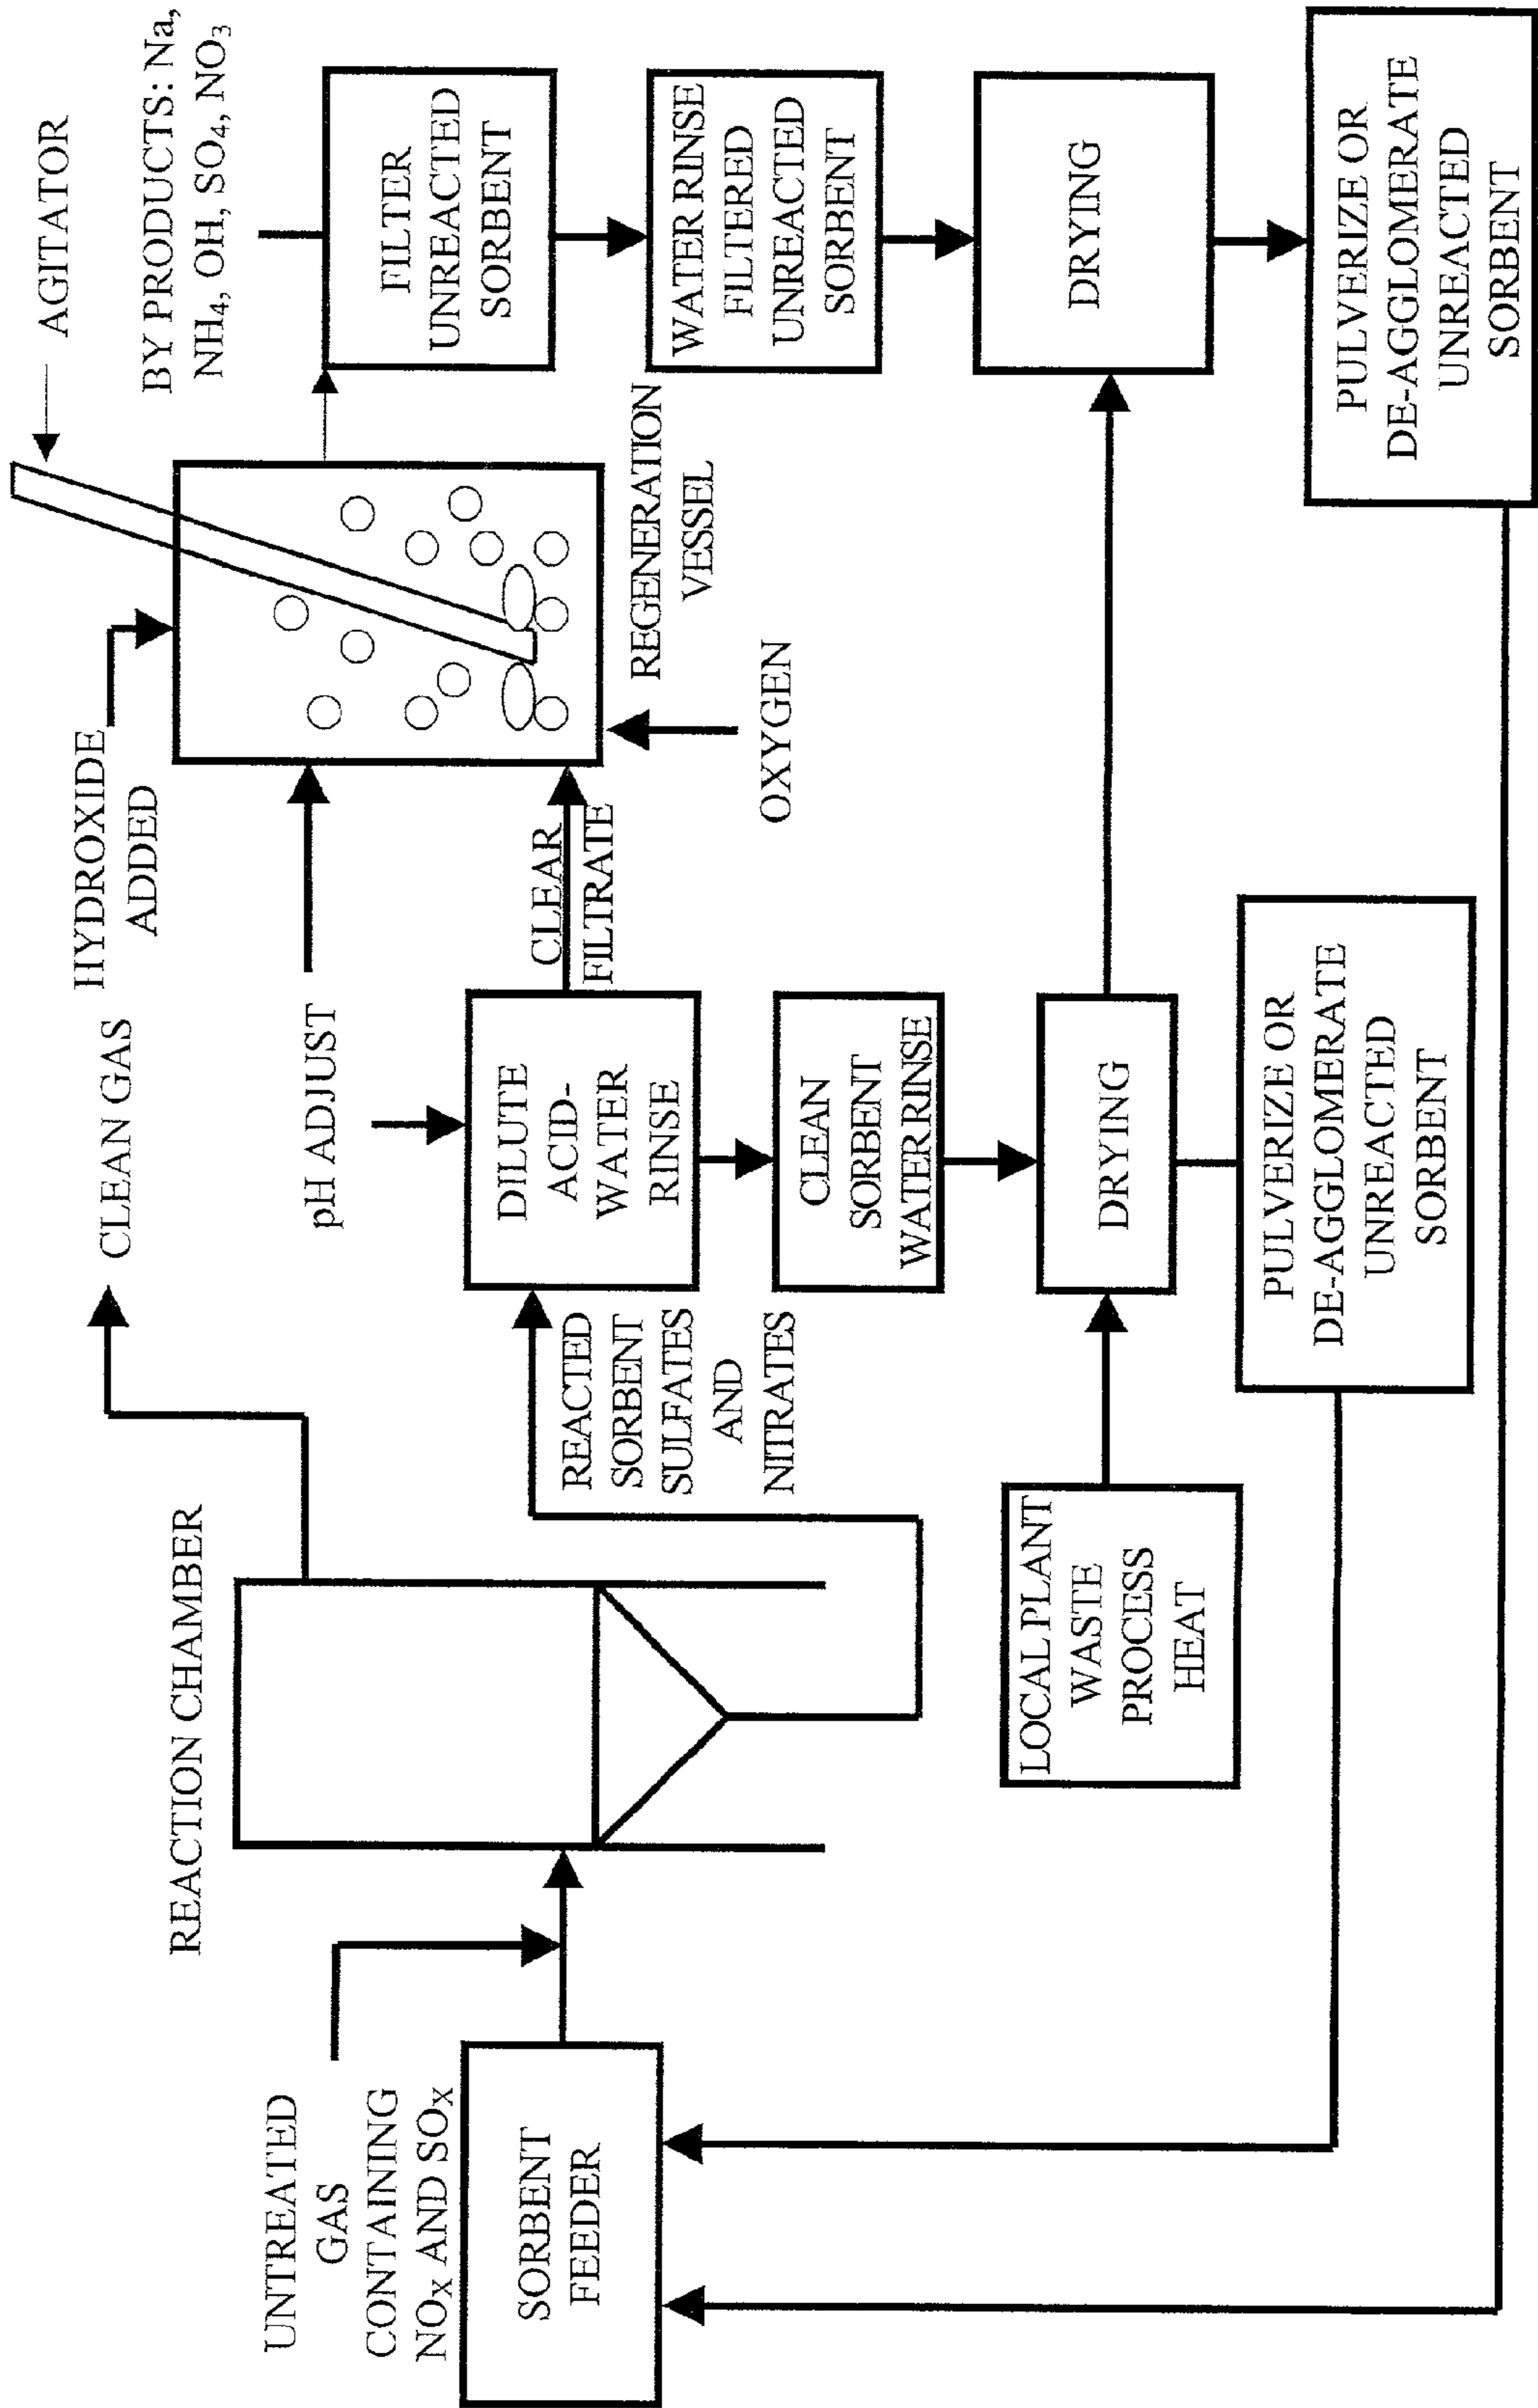 UNTREATED
GAS
CONTAINING
NOX AND SOX
SORBENT
FEEDER
REACTION CHAMBER
CLEAN GAS
REACTED
SORBENT
SULFATES
AND
NITRATES
LOCAL PLANT
WASTE
PROCESS
HEAT
pH ADJUST
DILUTE
ACID-
WATER
RINSE
CLEAR
FILTRATE
CLEAN
SORBENT
WATER RINSE
DRYING
PULVERIZE OR
DE-AGGLOMERATE
UNREACTED
SORBENT
HYDROXIDE
ADDED
AGITATOR
REGENERATION
VESSEL
OXYGEN
BY PRODUCTS: Na,
NH₄, OH, SO₄, NO₃
FILTER
UNREACTED
SORBENT
WATER RINSE
FILTERED
UNREACTED
SORBENT
DRYING
PULVERIZE OR
DE-AGGLOMERATE
UNREACTED
SORBENT